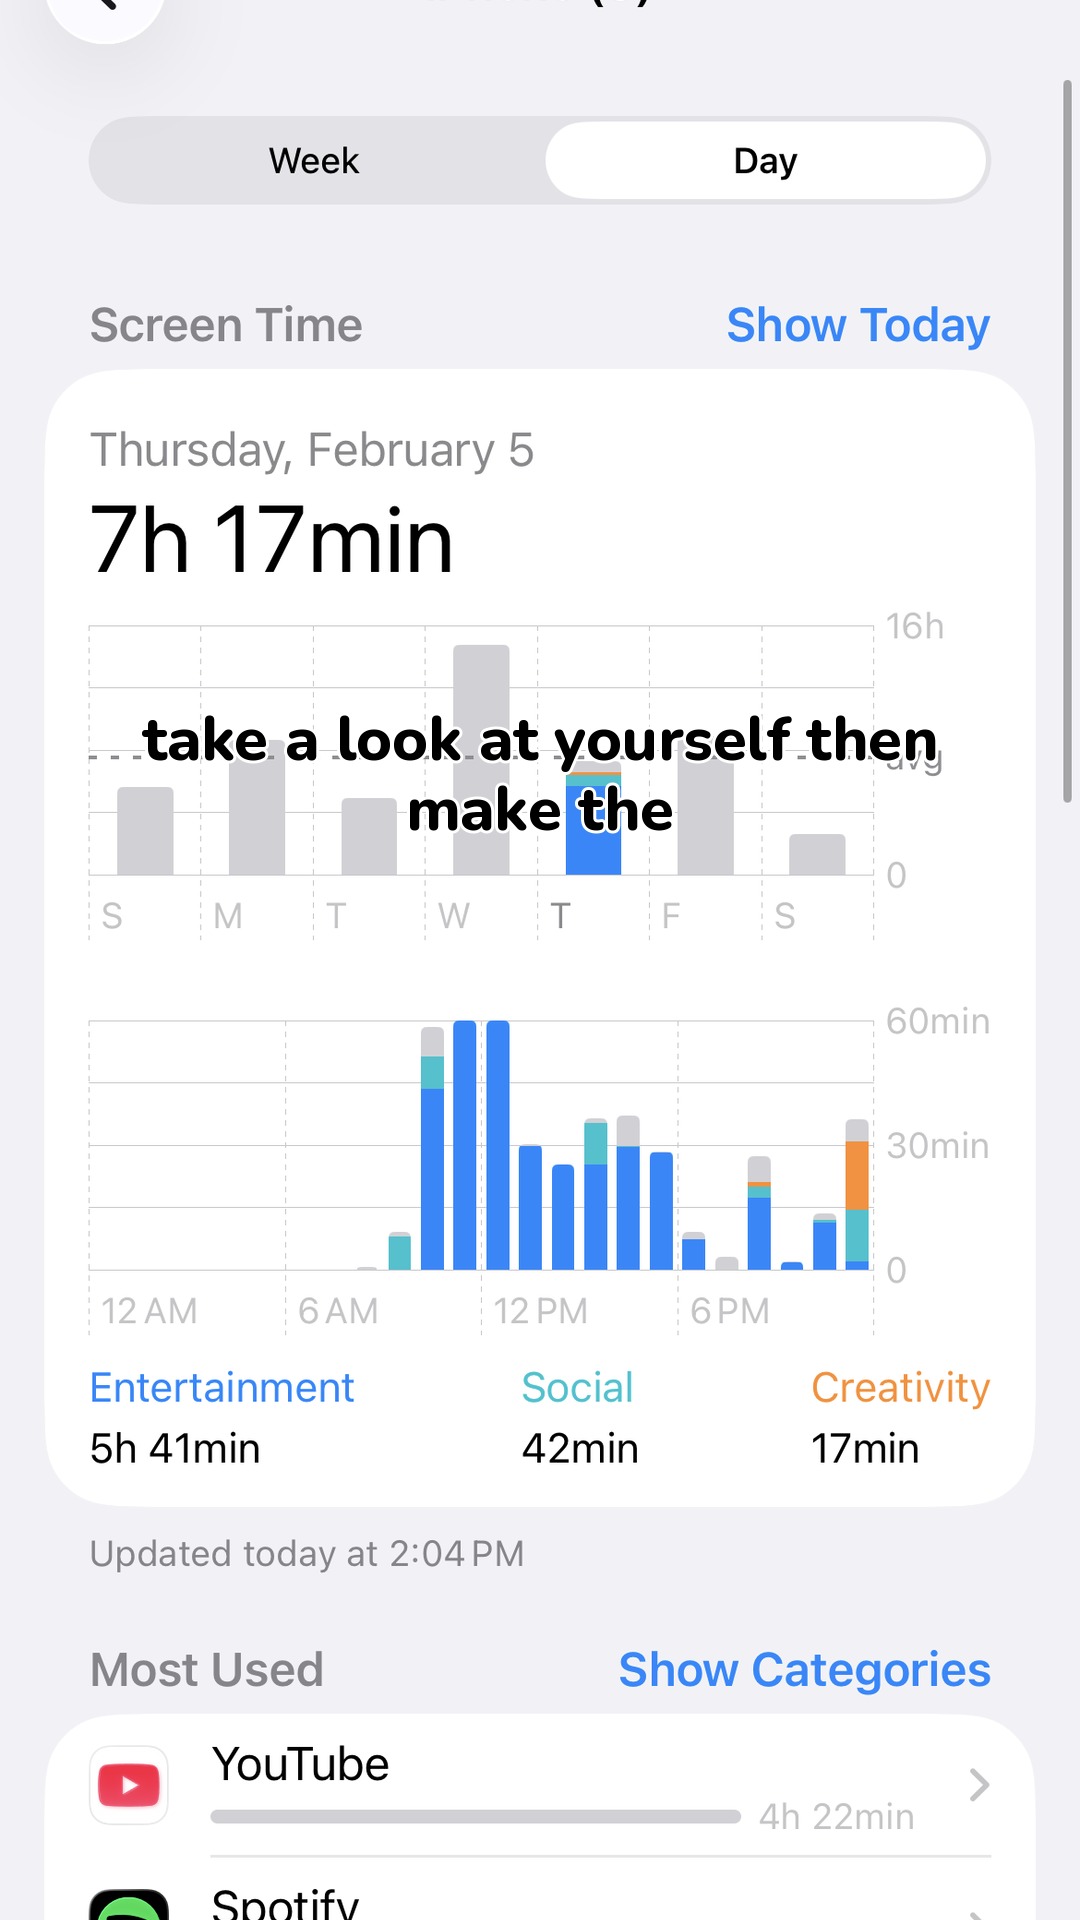 Week
Day
Screen Time
Show Today
Thursday, February 5
7h 17min
16h
take a look at yourself then
avg
make the
0
S M T W T F S
60min
30min
0
12 AM 6 AM 12 PM 6 PM
Entertainment Social Creativity
5h 41min 42min 17min
Updated today at 2:04 PM
Most Used
Show Categories
YouTube
4h 22min
Spotify